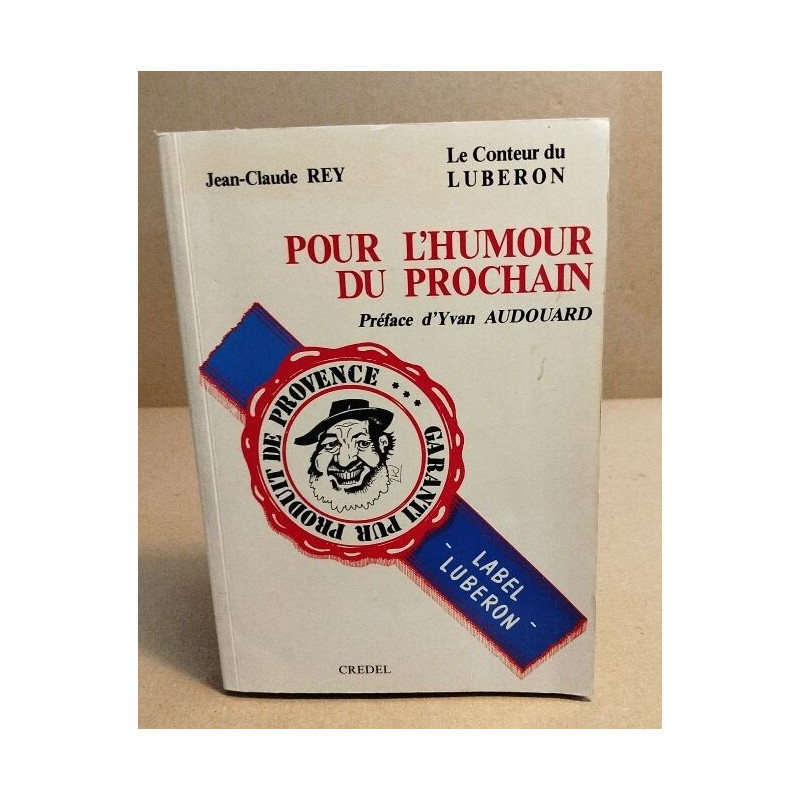 Jean-Claude REY
Le Conteur du
LUBERON
POUR L'HUMOUR
DU PROCHAIN
Préface d'Yvan AUDOUARD
GARANTI PUR PRODUIT DE PROVENCE...
- LABEL
LUBERON -
CREDEL